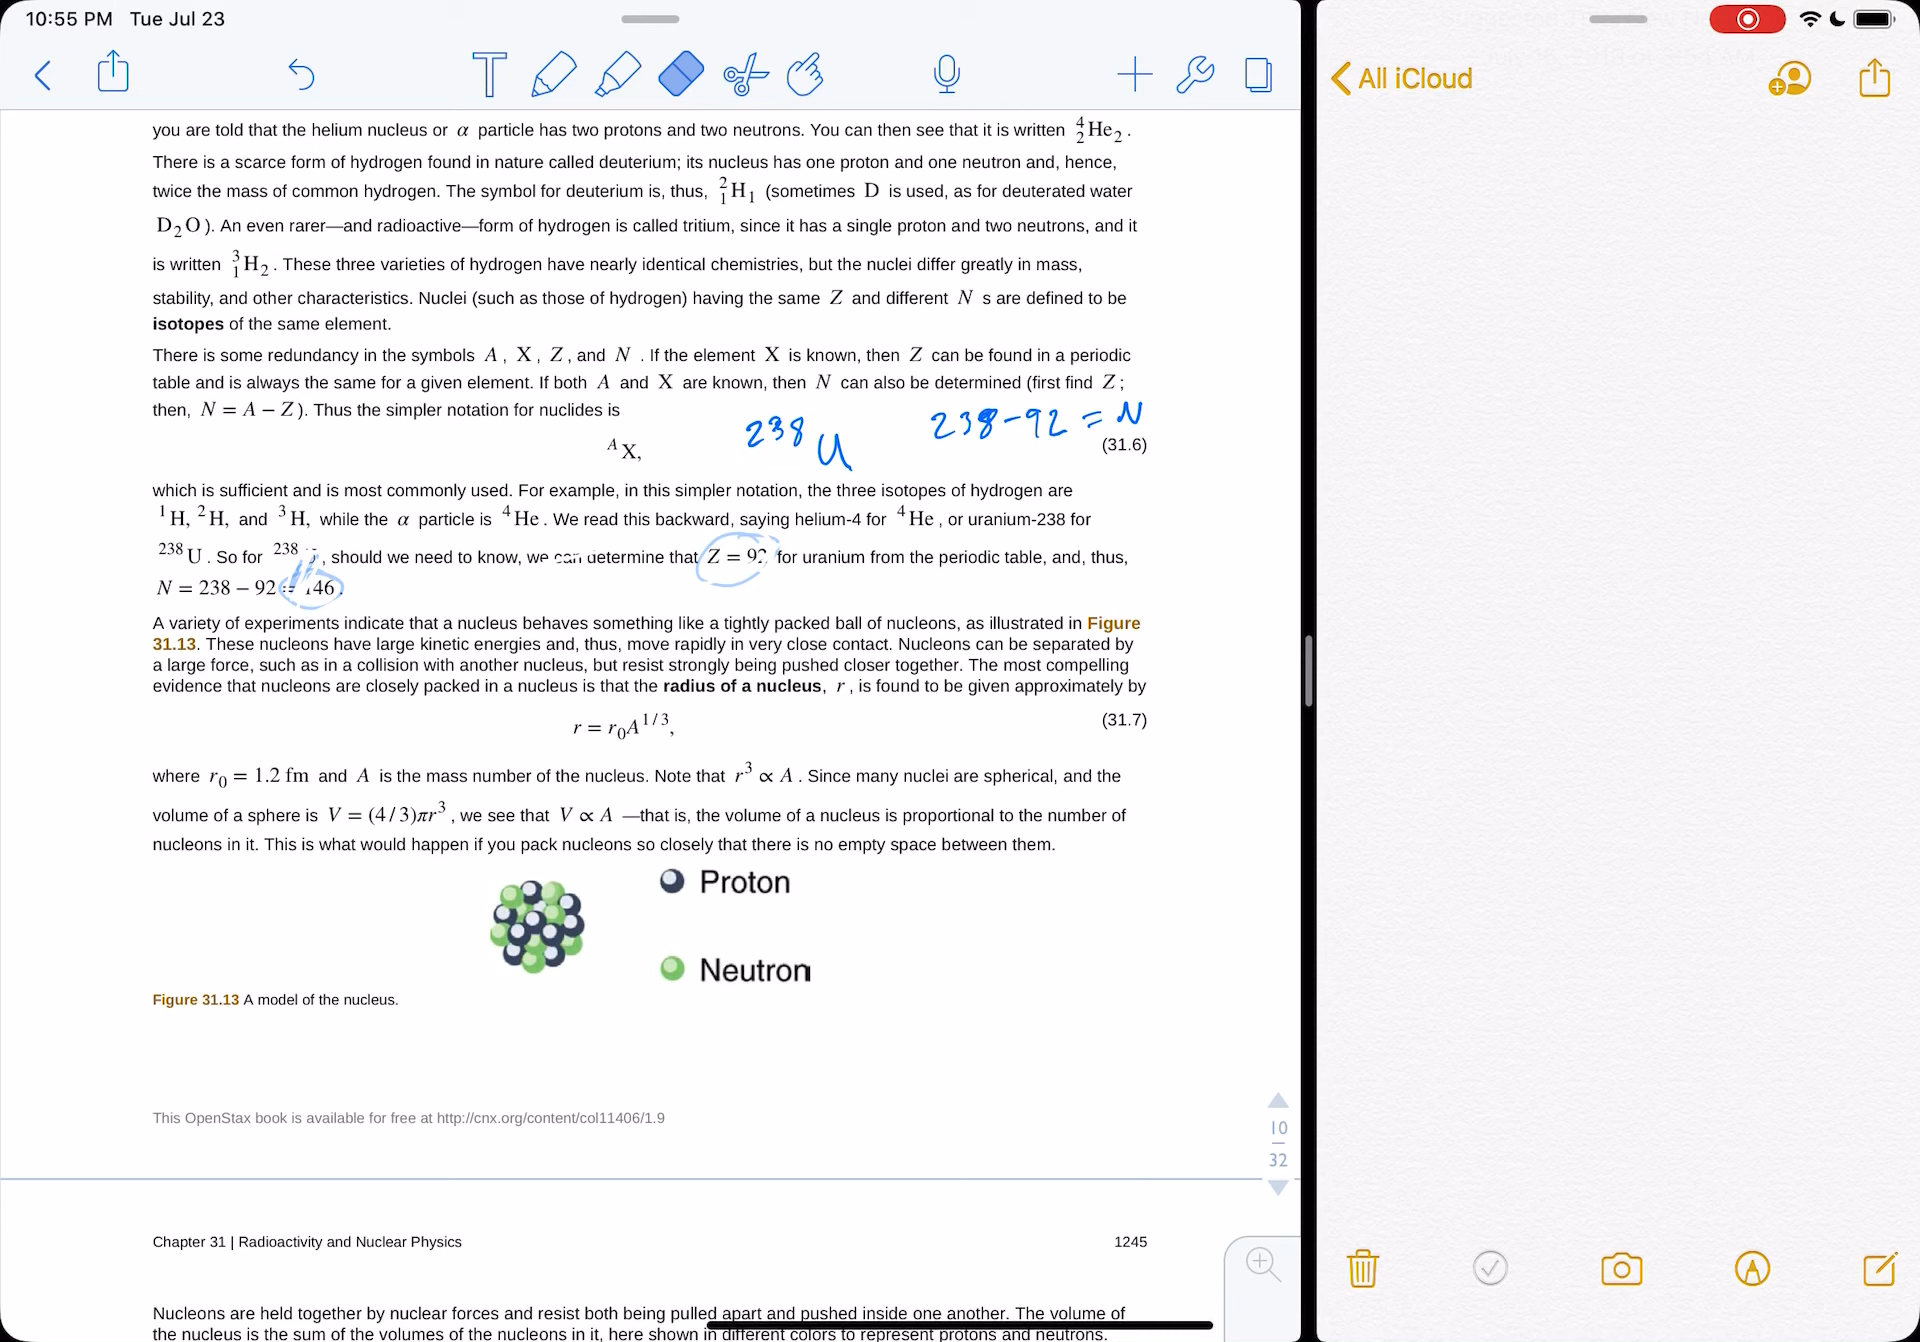 10:55 PM Tue Jul 23
All iCloud
you are told that the helium nucleus or α particle has two protons and two neutrons. You can then see that it is written ⁴₂He₂ .
There is a scarce form of hydrogen found in nature called deuterium; its nucleus has one proton and one neutron and, hence,
twice the mass of common hydrogen. The symbol for deuterium is, thus, ²₁H₁ (sometimes D is used, as for deuterated water
D₂O ). An even rarer—and radioactive—form of hydrogen is called tritium, since it has a single proton and two neutrons, and it
is written ³₁H₂ . These three varieties of hydrogen have nearly identical chemistries, but the nuclei differ greatly in mass,
stability, and other characteristics. Nuclei (such as those of hydrogen) having the same Z and different N s are defined to be
isotopes of the same element.
There is some redundancy in the symbols A , X , Z , and N . If the element X is known, then Z can be found in a periodic
table and is always the same for a given element. If both A and X are known, then N can also be determined (first find Z ;
then, N = A − Z ). Thus the simpler notation for nuclides is
²³⁸U 238-92 = N
ᴬX, (31.6)
which is sufficient and is most commonly used. For example, in this simpler notation, the three isotopes of hydrogen are
¹H, ²H, and ³H, while the α particle is ⁴He . We read this backward, saying helium-4 for ⁴He , or uranium-238 for
²³⁸U . So for ²³⁸ , should we need to know, we can determine that Z = 92 for uranium from the periodic table, and, thus,
N = 238 − 92 = 146 .
A variety of experiments indicate that a nucleus behaves something like a tightly packed ball of nucleons, as illustrated in Figure
31.13. These nucleons have large kinetic energies and, thus, move rapidly in very close contact. Nucleons can be separated by
a large force, such as in a collision with another nucleus, but resist strongly being pushed closer together. The most compelling
evidence that nucleons are closely packed in a nucleus is that the radius of a nucleus, r , is found to be given approximately by
r = r₀A¹ᐟ³, (31.7)
where r₀ = 1.2 fm and A is the mass number of the nucleus. Note that r³ ∝ A . Since many nuclei are spherical, and the
volume of a sphere is V = (4/3)πr³ , we see that V ∝ A —that is, the volume of a nucleus is proportional to the number of
nucleons in it. This is what would happen if you pack nucleons so closely that there is no empty space between them.
Proton
Neutron
Figure 31.13 A model of the nucleus.
This OpenStax book is available for free at http://cnx.org/content/col11406/1.9
10
32
Chapter 31 | Radioactivity and Nuclear Physics 1245
Nucleons are held together by nuclear forces and resist both being pulled apart and pushed inside one another. The volume of
the nucleus is the sum of the volumes of the nucleons in it, here shown in different colors to represent protons and neutrons.